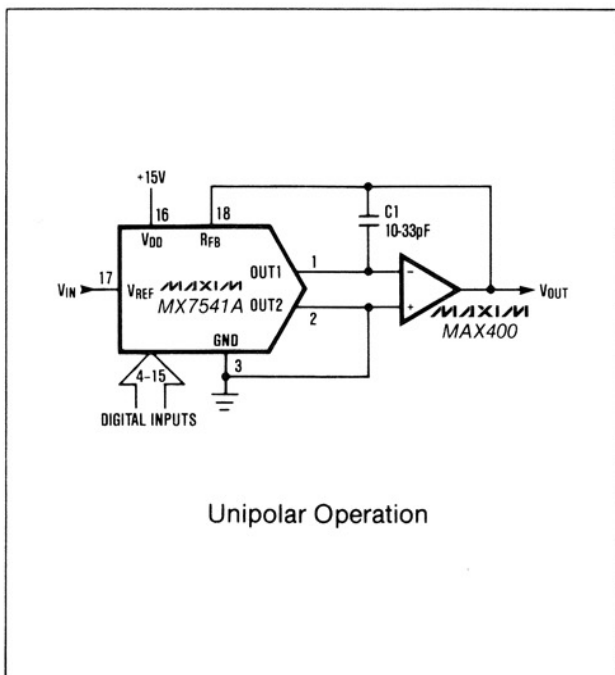 +15V
16
18
VDD
RFB
C1
10-33pF
1
OUT1
17
VIN
VREF
MAXIM
MX7541A
OUT2
2
-
+
VOUT
MAXIM
MAX400
GND
3
4-15
DIGITAL INPUTS
Unipolar Operation